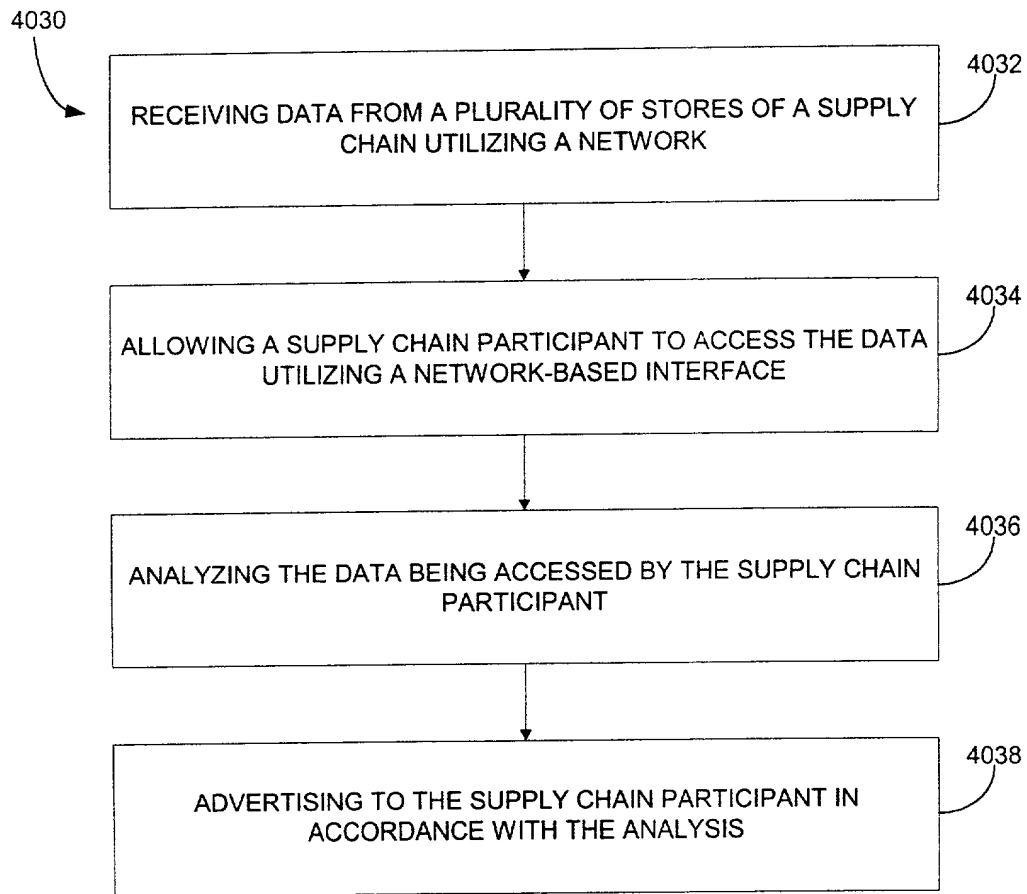 4030
4032
RECEIVING DATA FROM A PLURALITY OF STORES OF A SUPPLY
CHAIN UTILIZING A NETWORK
4034
ALLOWING A SUPPLY CHAIN PARTICIPANT TO ACCESS THE DATA
UTILIZING A NETWORK-BASED INTERFACE
4036
ANALYZING THE DATA BEING ACCESSED BY THE SUPPLY CHAIN
PARTICIPANT
4038
ADVERTISING TO THE SUPPLY CHAIN PARTICIPANT IN
ACCORDANCE WITH THE ANALYSIS